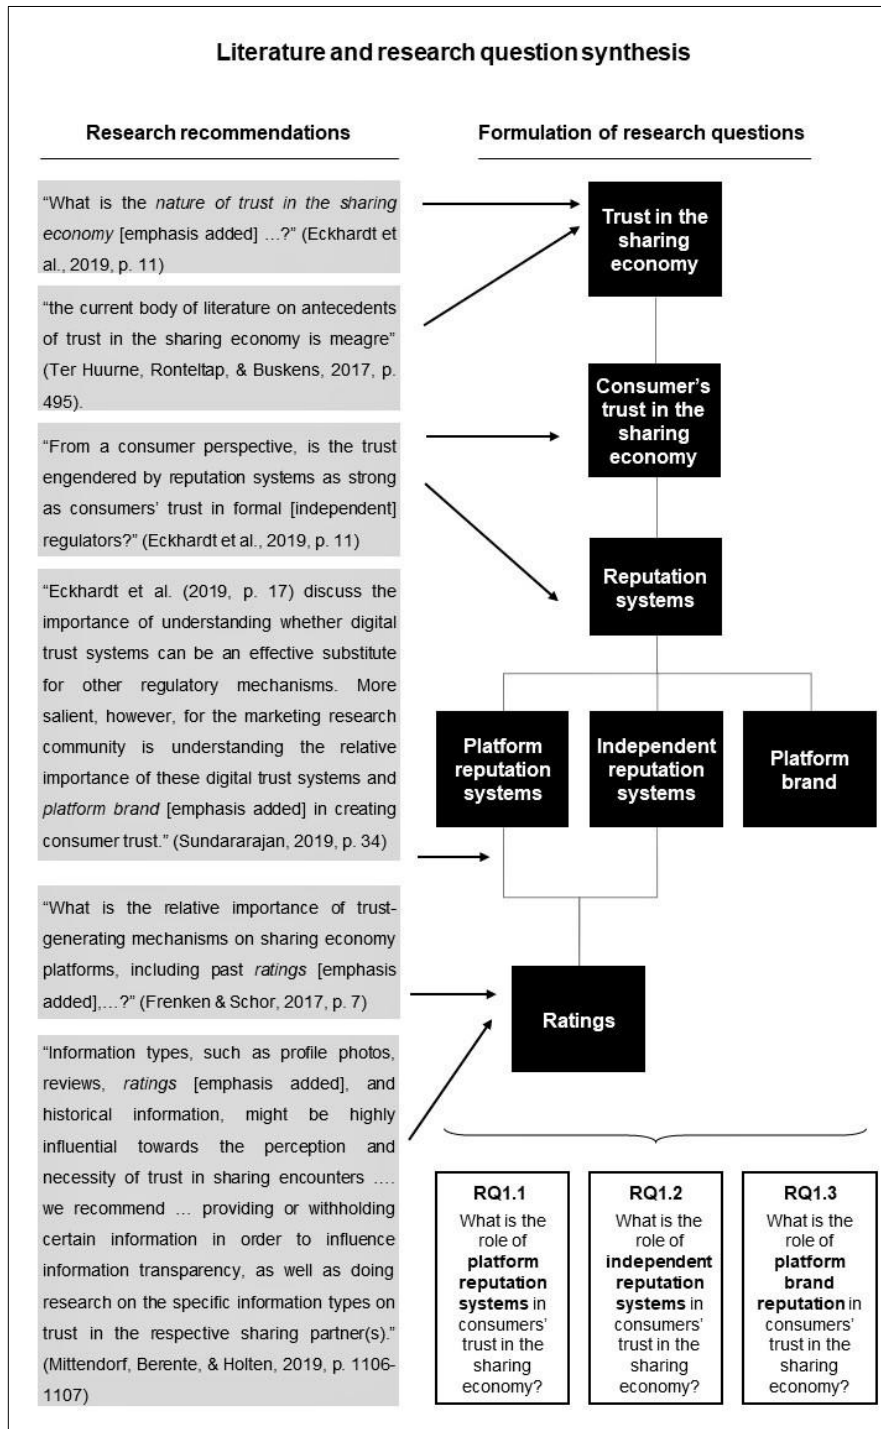 Literature and research question synthesis
Research recommendations
“What is the nature of trust in the sharing
economy [emphasis added] …?” (Eckhardt et
al., 2019, p. 11)
“the current body of literature on antecedents
of trust in the sharing economy is meagre”
(Ter Huurne, Ronteltap, & Buskens, 2017, p.
495).
“From a consumer perspective, is the trust
engendered by reputation systems as strong
as consumers’ trust in formal [independent]
regulators?” (Eckhardt et al., 2019, p. 11)
“Eckhardt et al. (2019, p. 17) discuss the
importance of understanding whether digital
trust systems can be an effective substitute
for other regulatory mechanisms. More
salient, however, for the marketing research
community is understanding the relative
importance of these digital trust systems and
platform brand [emphasis added] in creating
consumer trust.” (Sundararajan, 2019, p. 34)
“What is the relative importance of trust-
generating mechanisms on sharing economy
platforms, including past ratings [emphasis
added],…?” (Frenken & Schor, 2017, p. 7)
“Information types, such as profile photos,
reviews, ratings [emphasis added], and
historical information, might be highly
influential towards the perception and
necessity of trust in sharing encounters ….
we recommend … providing or withholding
certain information in order to influence
information transparency, as well as doing
research on the specific information types on
trust in the respective sharing partner(s).”
(Mittendorf, Berente, & Holten, 2019, p. 1106-
1107)
Formulation of research questions
Trust in the
sharing
economy
Consumer’s
trust in the
sharing
economy
Reputation
systems
Platform
reputation
systems
Independent
reputation
systems
Platform
brand
Ratings
RQ1.1
What is the
role of
platform
reputation
systems in
consumers’
trust in the
sharing
economy?
RQ1.2
What is the
role of
independent
reputation
systems in
consumers’
trust in the
sharing
economy?
RQ1.3
What is the
role of
platform
brand
reputation in
consumers’
trust in the
sharing
economy?